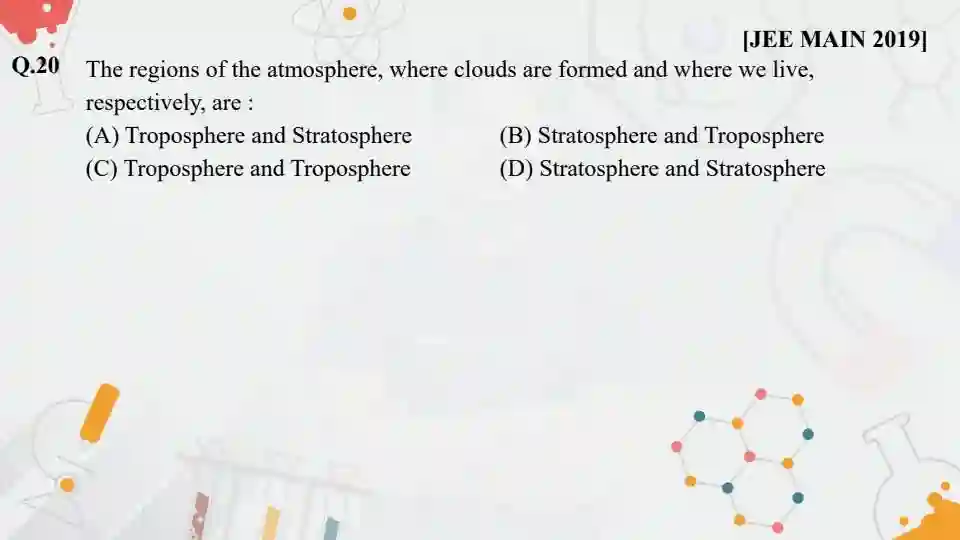 [JEE MAIN 2019]
Q.20 The regions of the atmosphere, where clouds are formed and where we live,
respectively, are :
(A) Troposphere and Stratosphere (B) Stratosphere and Troposphere
(C) Troposphere and Troposphere (D) Stratosphere and Stratosphere